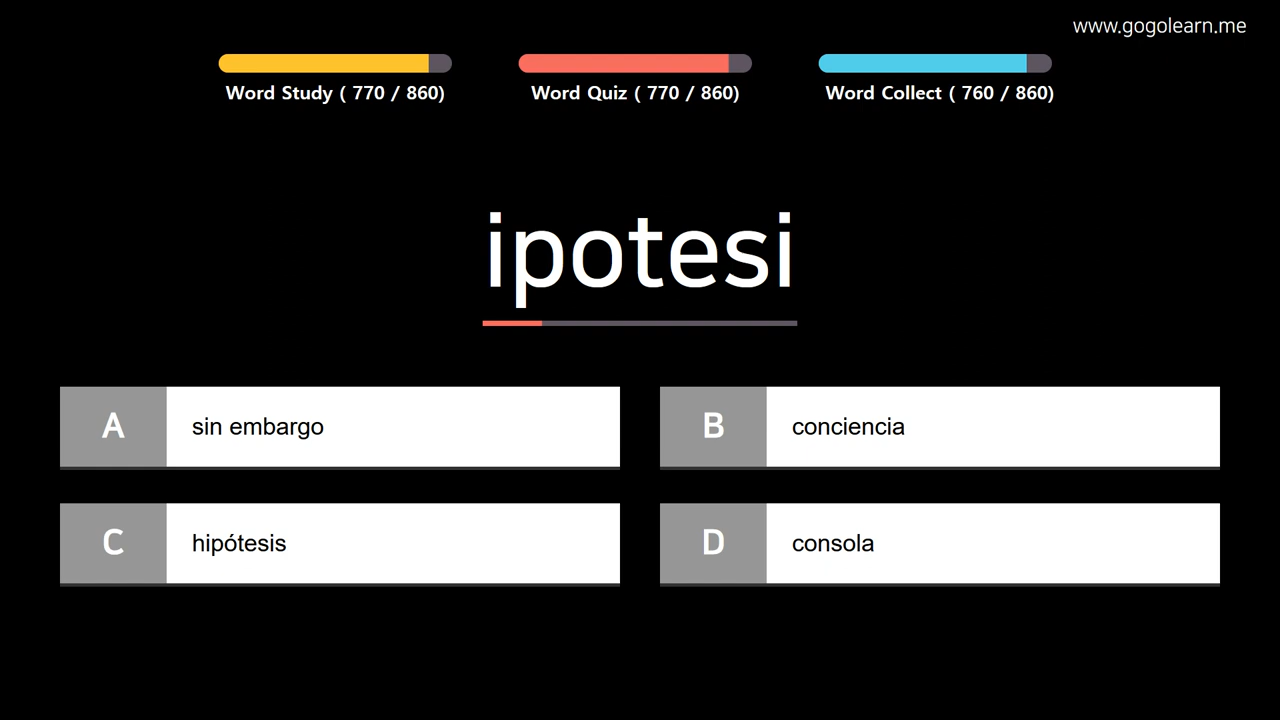 www.gogolearn.me
Word Study ( 770 / 860)
Word Quiz ( 770 / 860)
Word Collect ( 760 / 860)
ipotesi
A
sin embargo
B
conciencia
C
hipótesis
D
consola